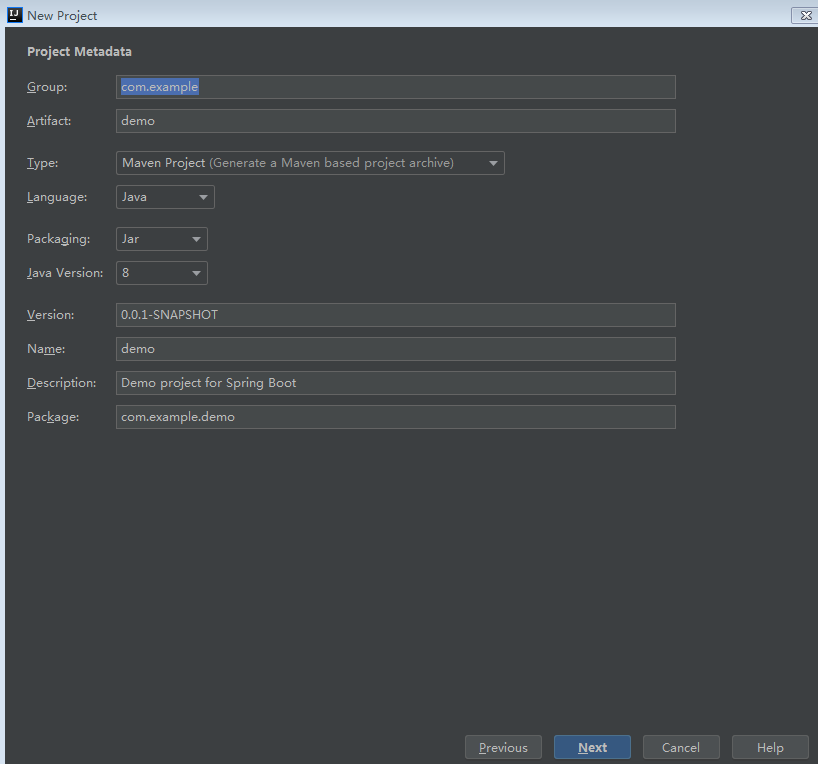 New Project
Project Metadata
Group: com.example
Artifact: demo
Type: Maven Project (Generate a Maven based project archive)
Language: Java
Packaging: Jar
Java Version: 8
Version: 0.0.1-SNAPSHOT
Name: demo
Description: Demo project for Spring Boot
Package: com.example.demo
Previous Next Cancel Help